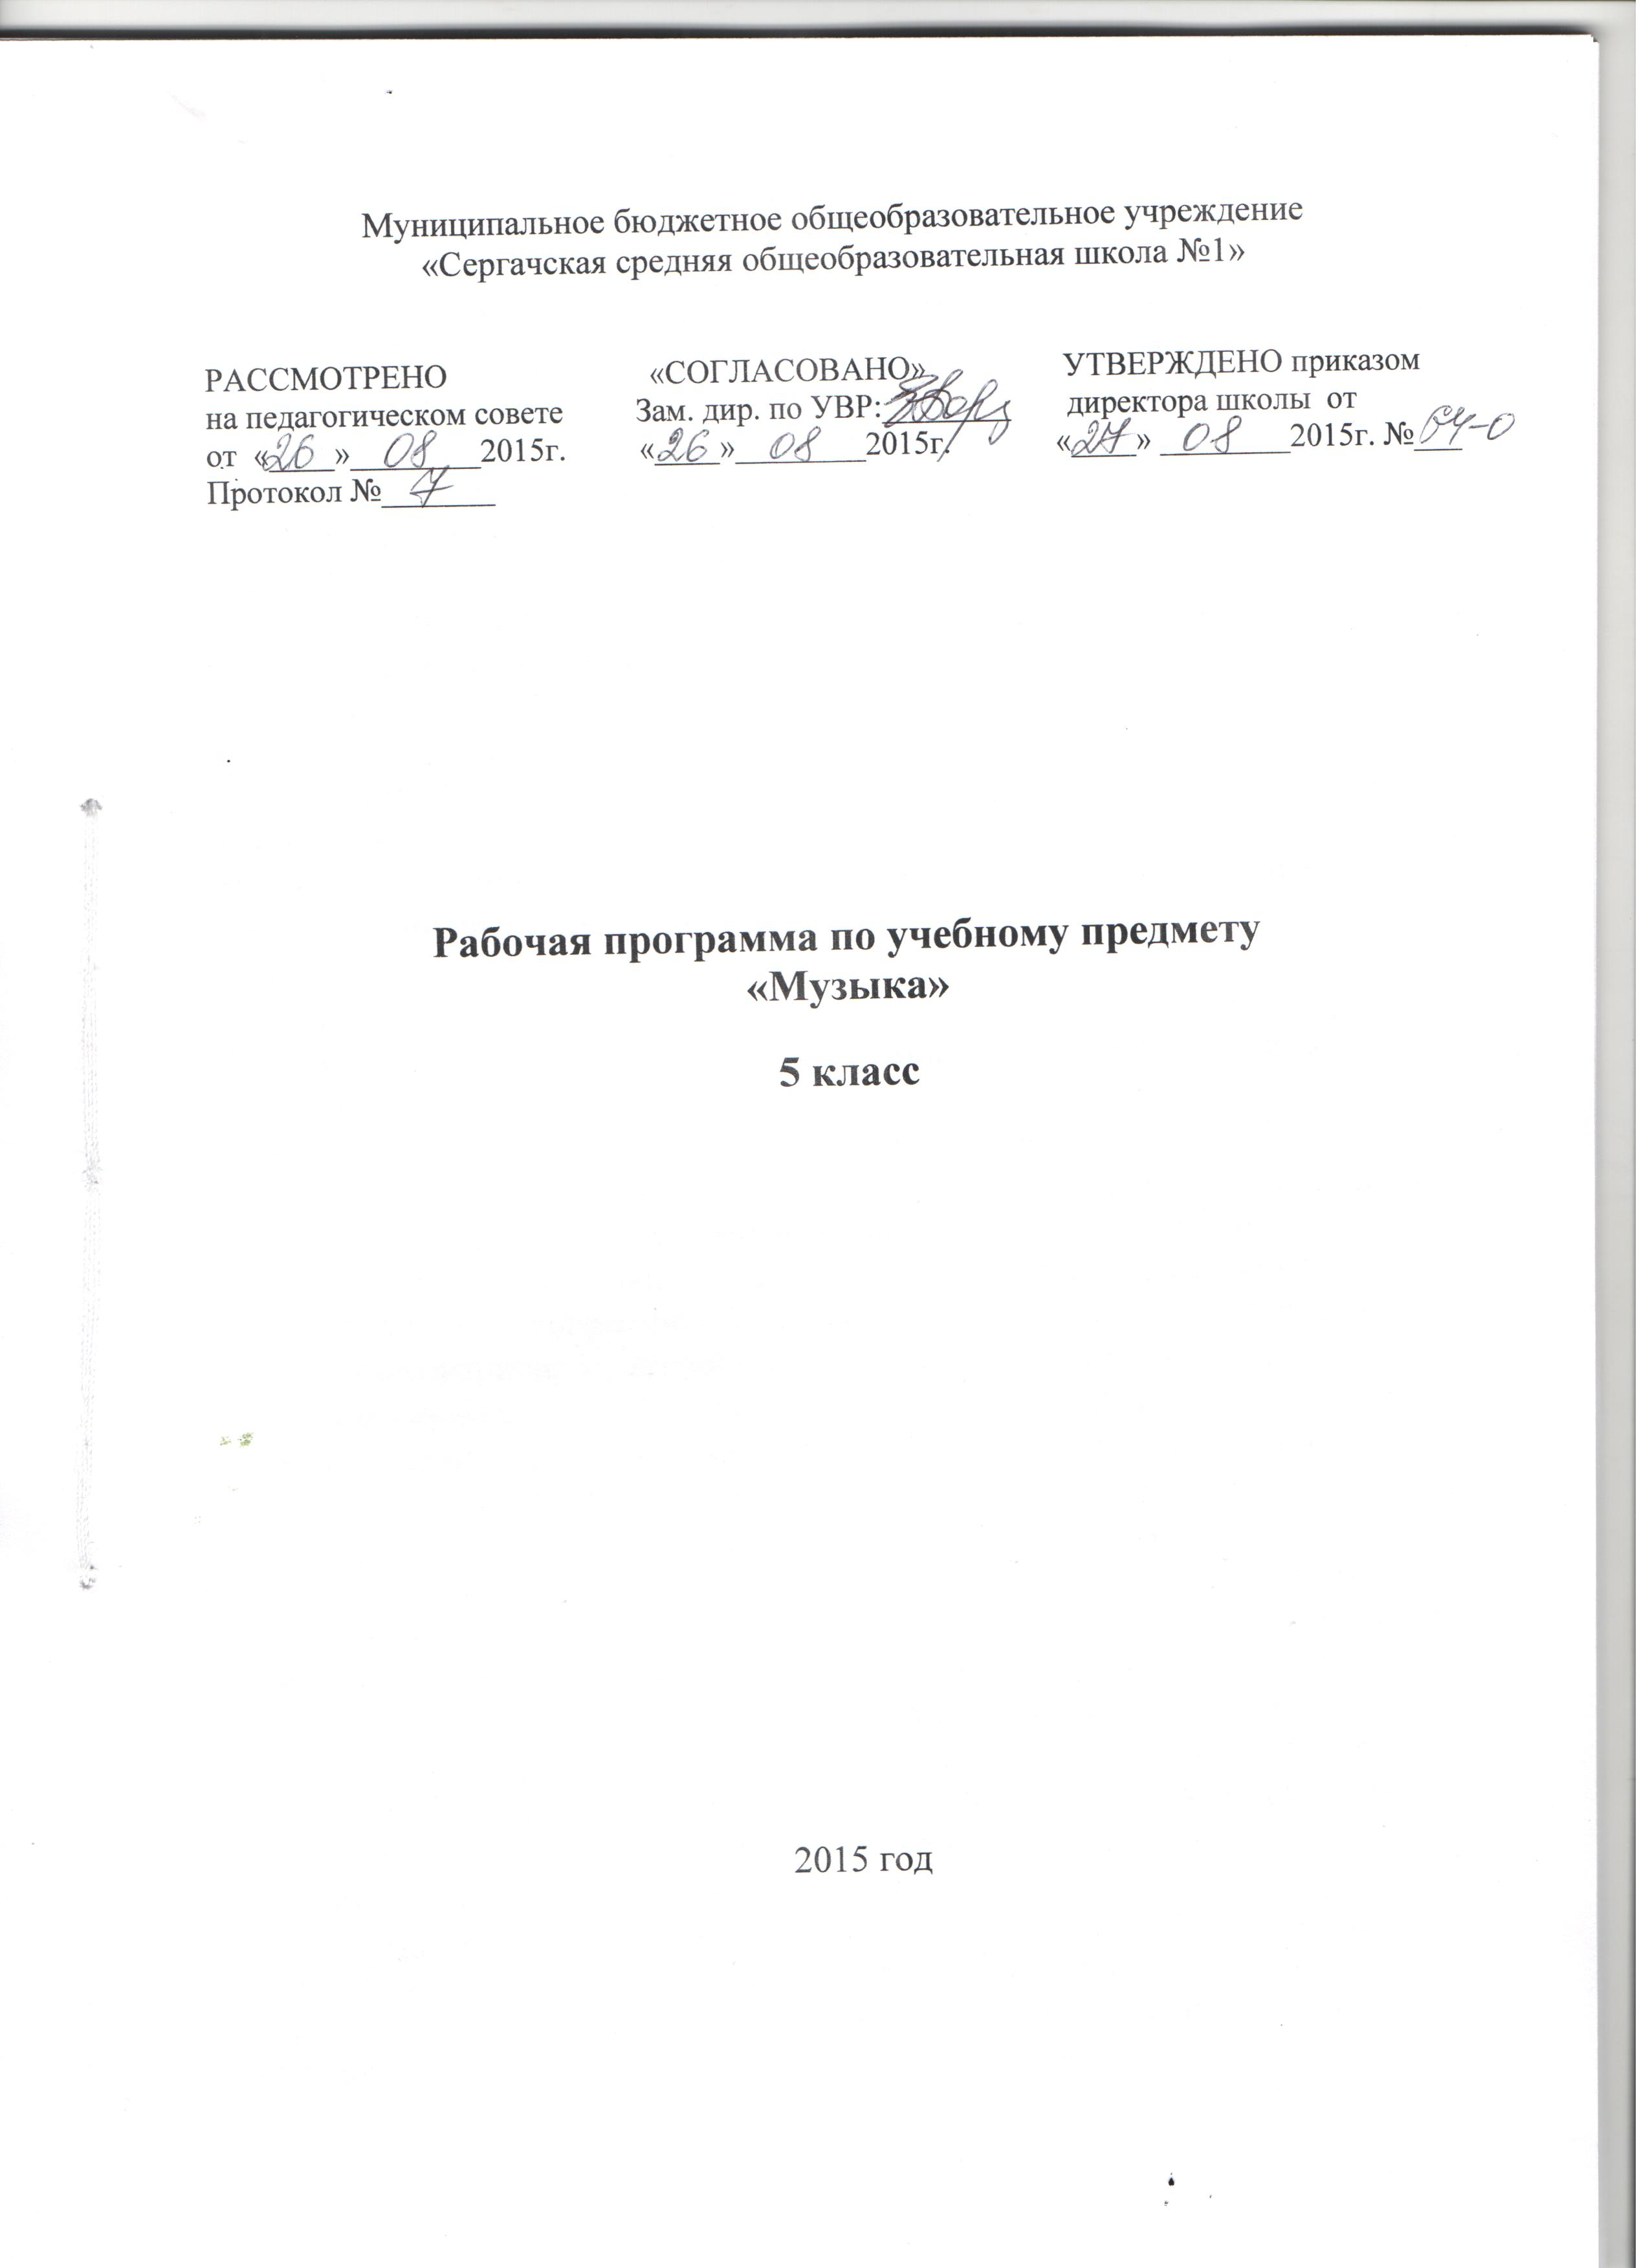 Муниципальное бюджетное общеобразовательное учреждение
«Сергачская средняя общеобразовательная школа №1»
РАССМОТРЕНО
на педагогическом совете
от «26» 08 2015г.
Протокол № 7
«СОГЛАСОВАНО»
Зам. дир. по УВР:
«26» 08 2015г.
УТВЕРЖДЕНО приказом
директора школы от
«27» 08 2015г. №
Рабочая программа по учебному предмету
«Музыка»
5 класс
2015 год